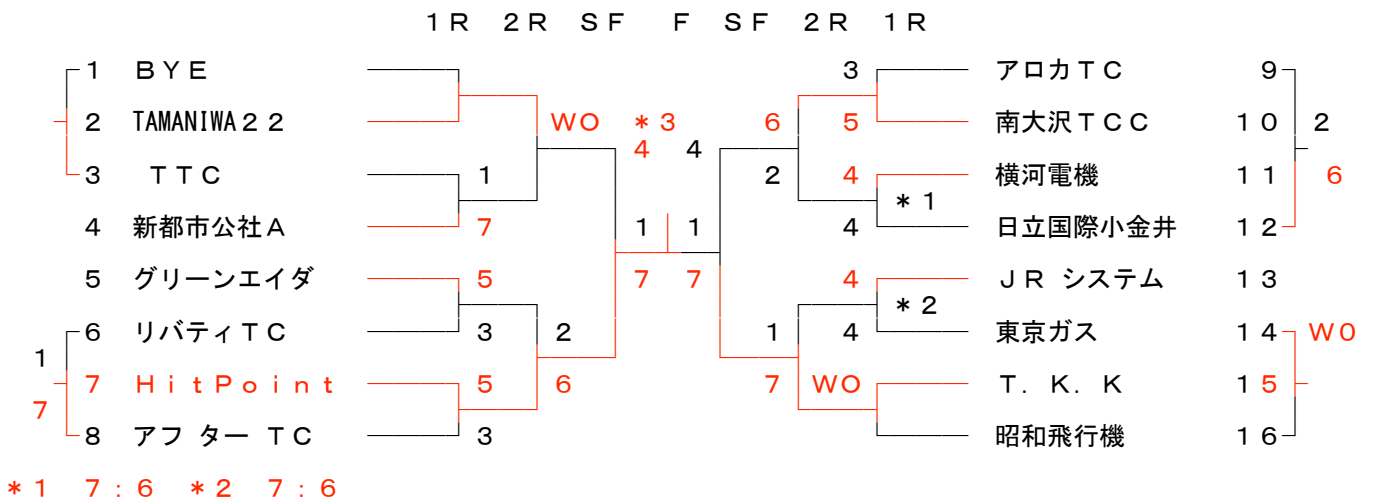 1R 2R SF F SF 2R 1R
1 BYE 3 アロカTC 9
2 TAMANIWA22 WO *3 6 5 南大沢TCC 10 2
4 4
3 TTC 1 2 4 横河電機 11 6
*1
4 新都市公社A 7 1 1 4 日立国際小金井 12
5 グリーンエイダ 5 7 7 4 JR システム 13
*2
6 リバティTC 3 2 1 4 東京ガス 14 WO
1
7 HitPoint 5 6 7 WO T. K. K 15
7
8 アフ ター TC 3 昭和飛行機 16
*1 7:6 *2 7:6